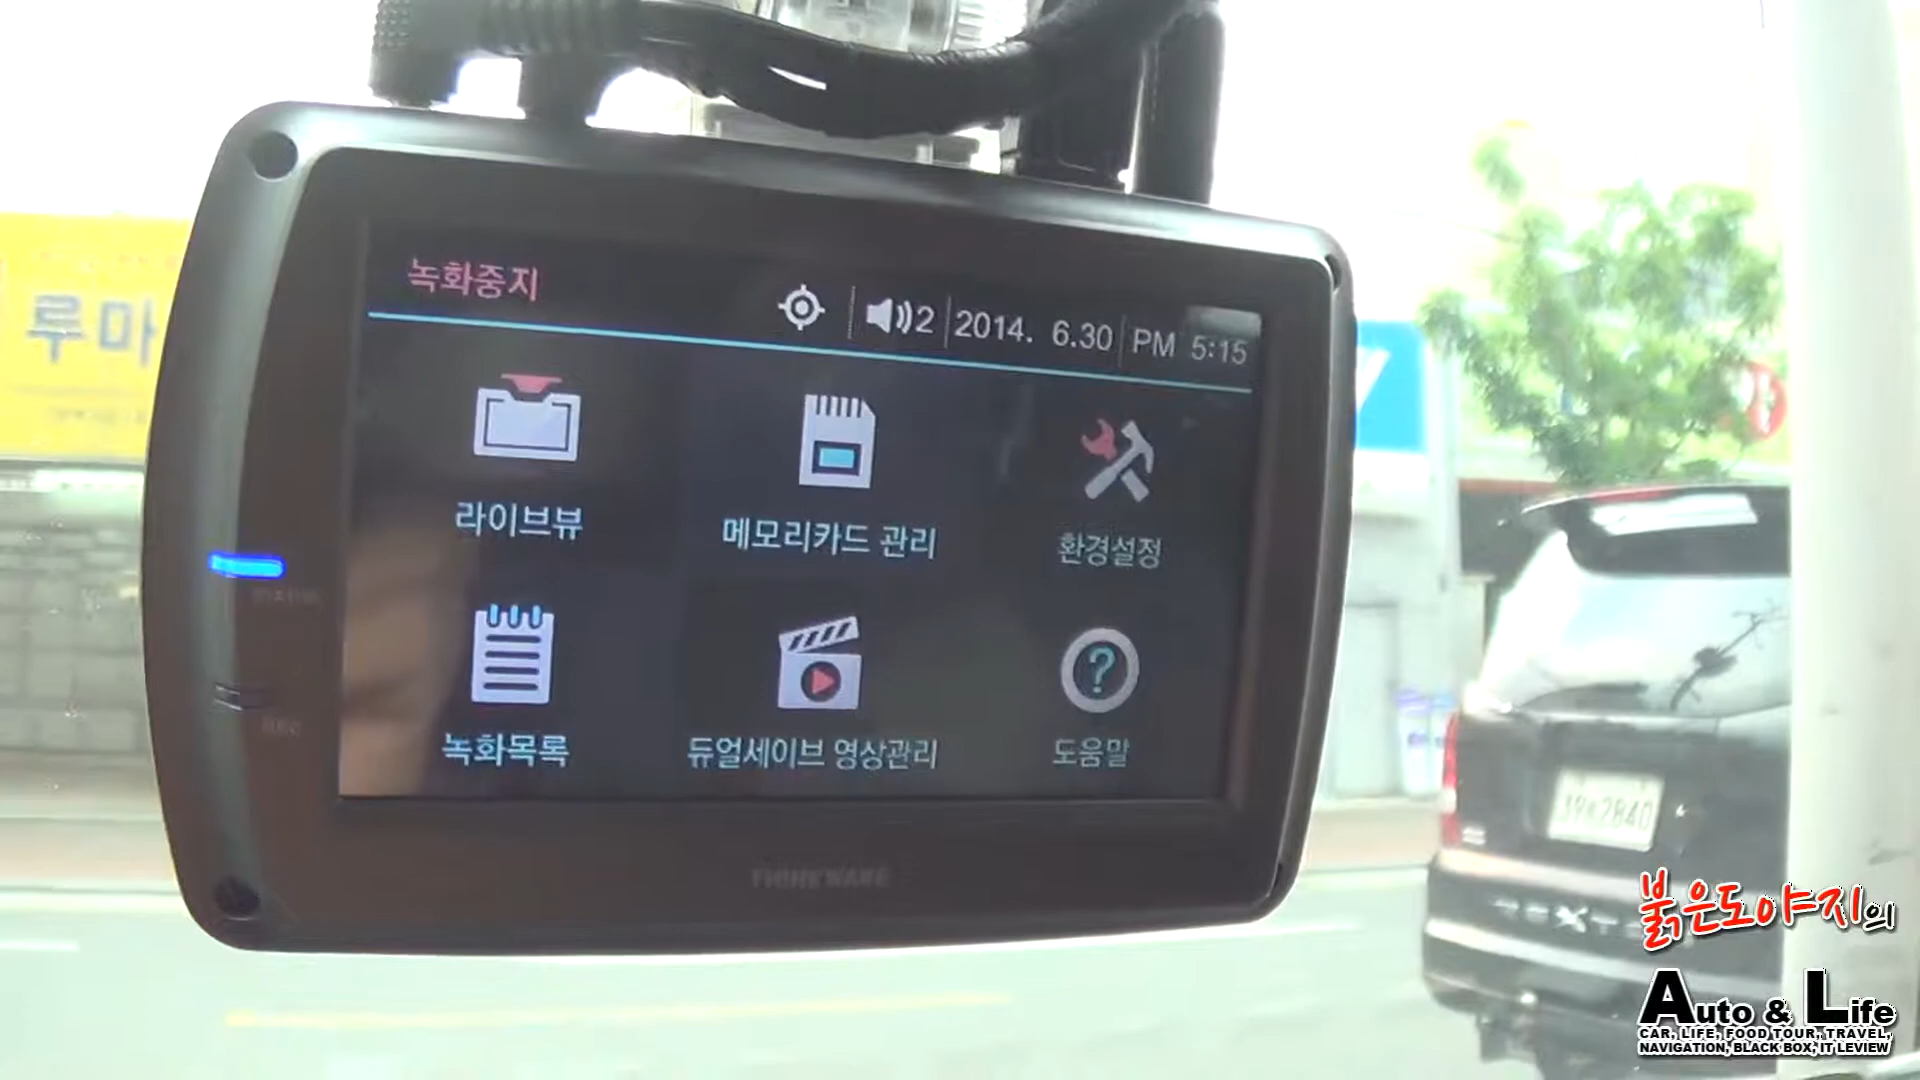 녹화중지
2
2014. 6.30
PM 5:15
라이브뷰
메모리카드 관리
환경설정
녹화목록
듀얼세이브 영상관리
도움말
THINKWARE
루마
붉은도야지의
Auto & Life
CAR, LIFE, FOOD TOUR, TRAVEL,
NAVIGATION, BLACK BOX, IT LEVIEW